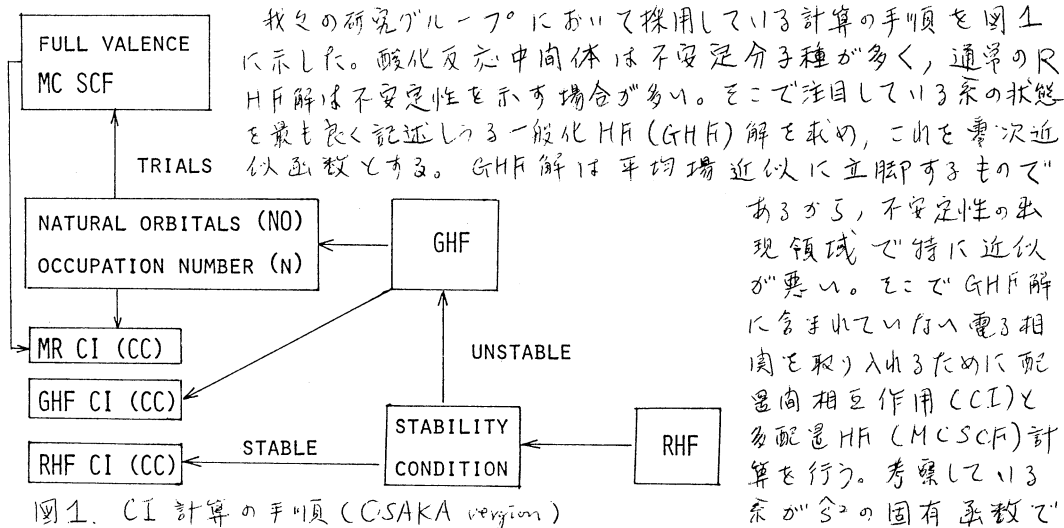 我々の研究グループにおいて採用している計算の手順を図1
に示した。酸化反応中間体は不安定分子種が多く，通常のR
HF解は不安定性を示す場合が多い。そこで注目している系の状態
を最も良く記述しうる一般化HF(GHF)解を求め，これを零次近
似函数とする。GHF解は平均場近似に立脚するもので
あるから，不安定性の出
現領域で特に近似
が悪い。そこでGHF解
に含まれていない電子相
関を取り入れるために配
置間相互作用(CI)と
多配置HF(MCSCF)計
算を行う。考察している
系がS²の固有函数で
FULL VALENCE
MC SCF
TRIALS
NATURAL ORBITALS (NO)
OCCUPATION NUMBER (N)
GHF
MR CI (CC)
UNSTABLE
GHF CI (CC)
STABILITY
CONDITION
RHF
STABLE
RHF CI (CC)
図1. CI計算の手順(OSAKA version)